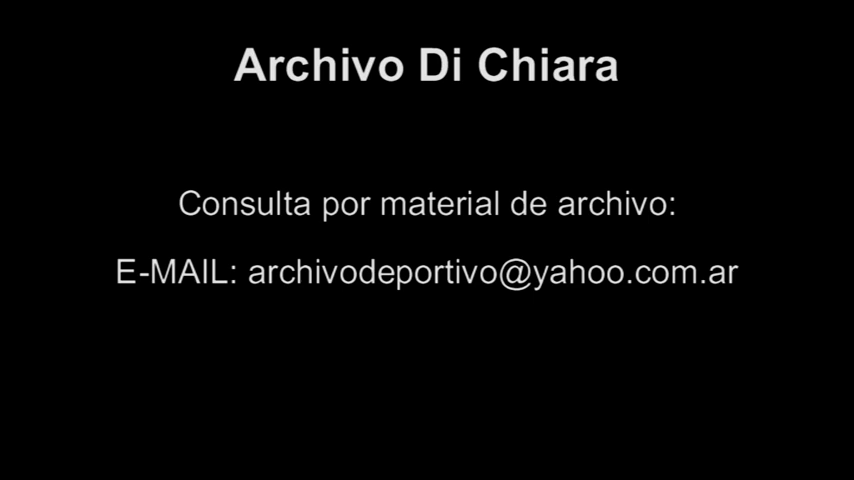 Archivo Di Chiara
Consulta por material de archivo:
E-MAIL: archivodeportivo@yahoo.com.ar